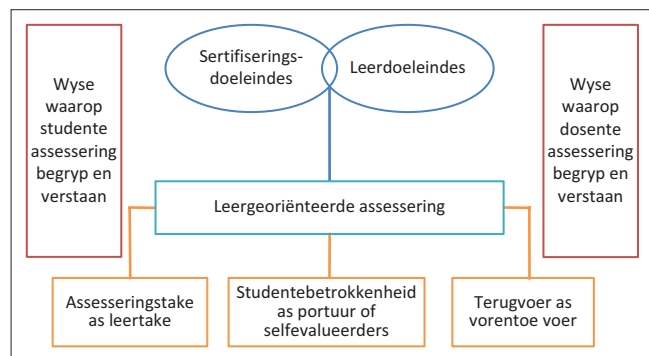 Wyse
waarop
studente
assessering
begryp en
verstaan
Sertifiserings-
doeleindes
Leerdoeleindes
Wyse
waarop
dosente
assessering
begryp en
verstaan
Leergeoriënteerde assessering
Assesseringstake
as leertake
Studentebetrokkenheid
as portuur of
selfevalueerders
Terugvoer as
vorentoe voer